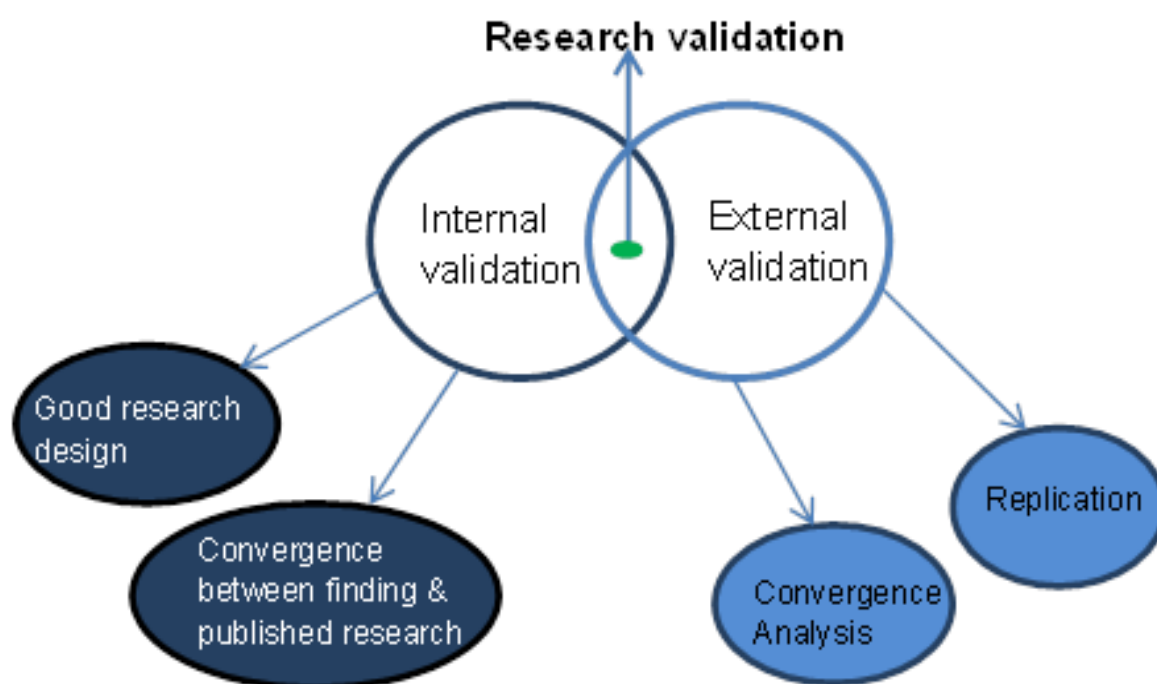 Research validation
Internal
validation
External
validation
Good research
design
Convergence
between finding &
published research
Convergence
Analysis
Replication